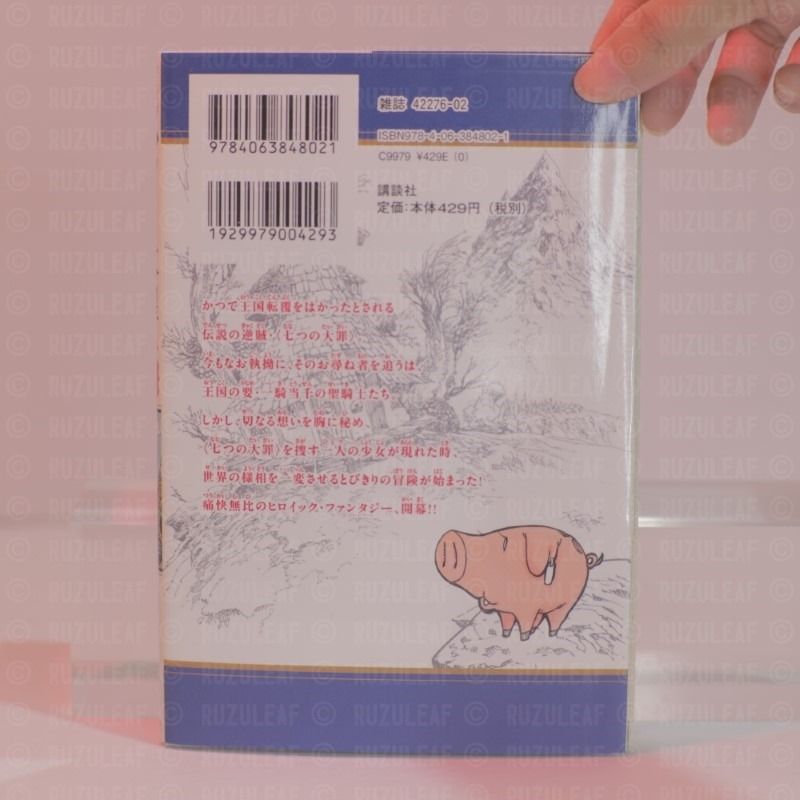 雑誌 42276-02
9784063848021
ISBN978-4-06-384802-1
C9979 ¥429E (0)
講談社
定価:本体429円(税別)
1929979004293
かつて王国転覆をはかったとされる
伝説の逆賊・〈七つの大罪〉
今もなお執拗に、そのお尋ね者を追うは、
王国の要・一騎当千の聖騎士たち。
しかし、切なる想いを胸に秘め、
〈七つの大罪〉を捜す一人の少女が現れた時、
世界の様相を一変させるとびきりの冒険が始まった!
痛快無比のヒロイック・ファンタジー、開幕!!
© RUZULEAF